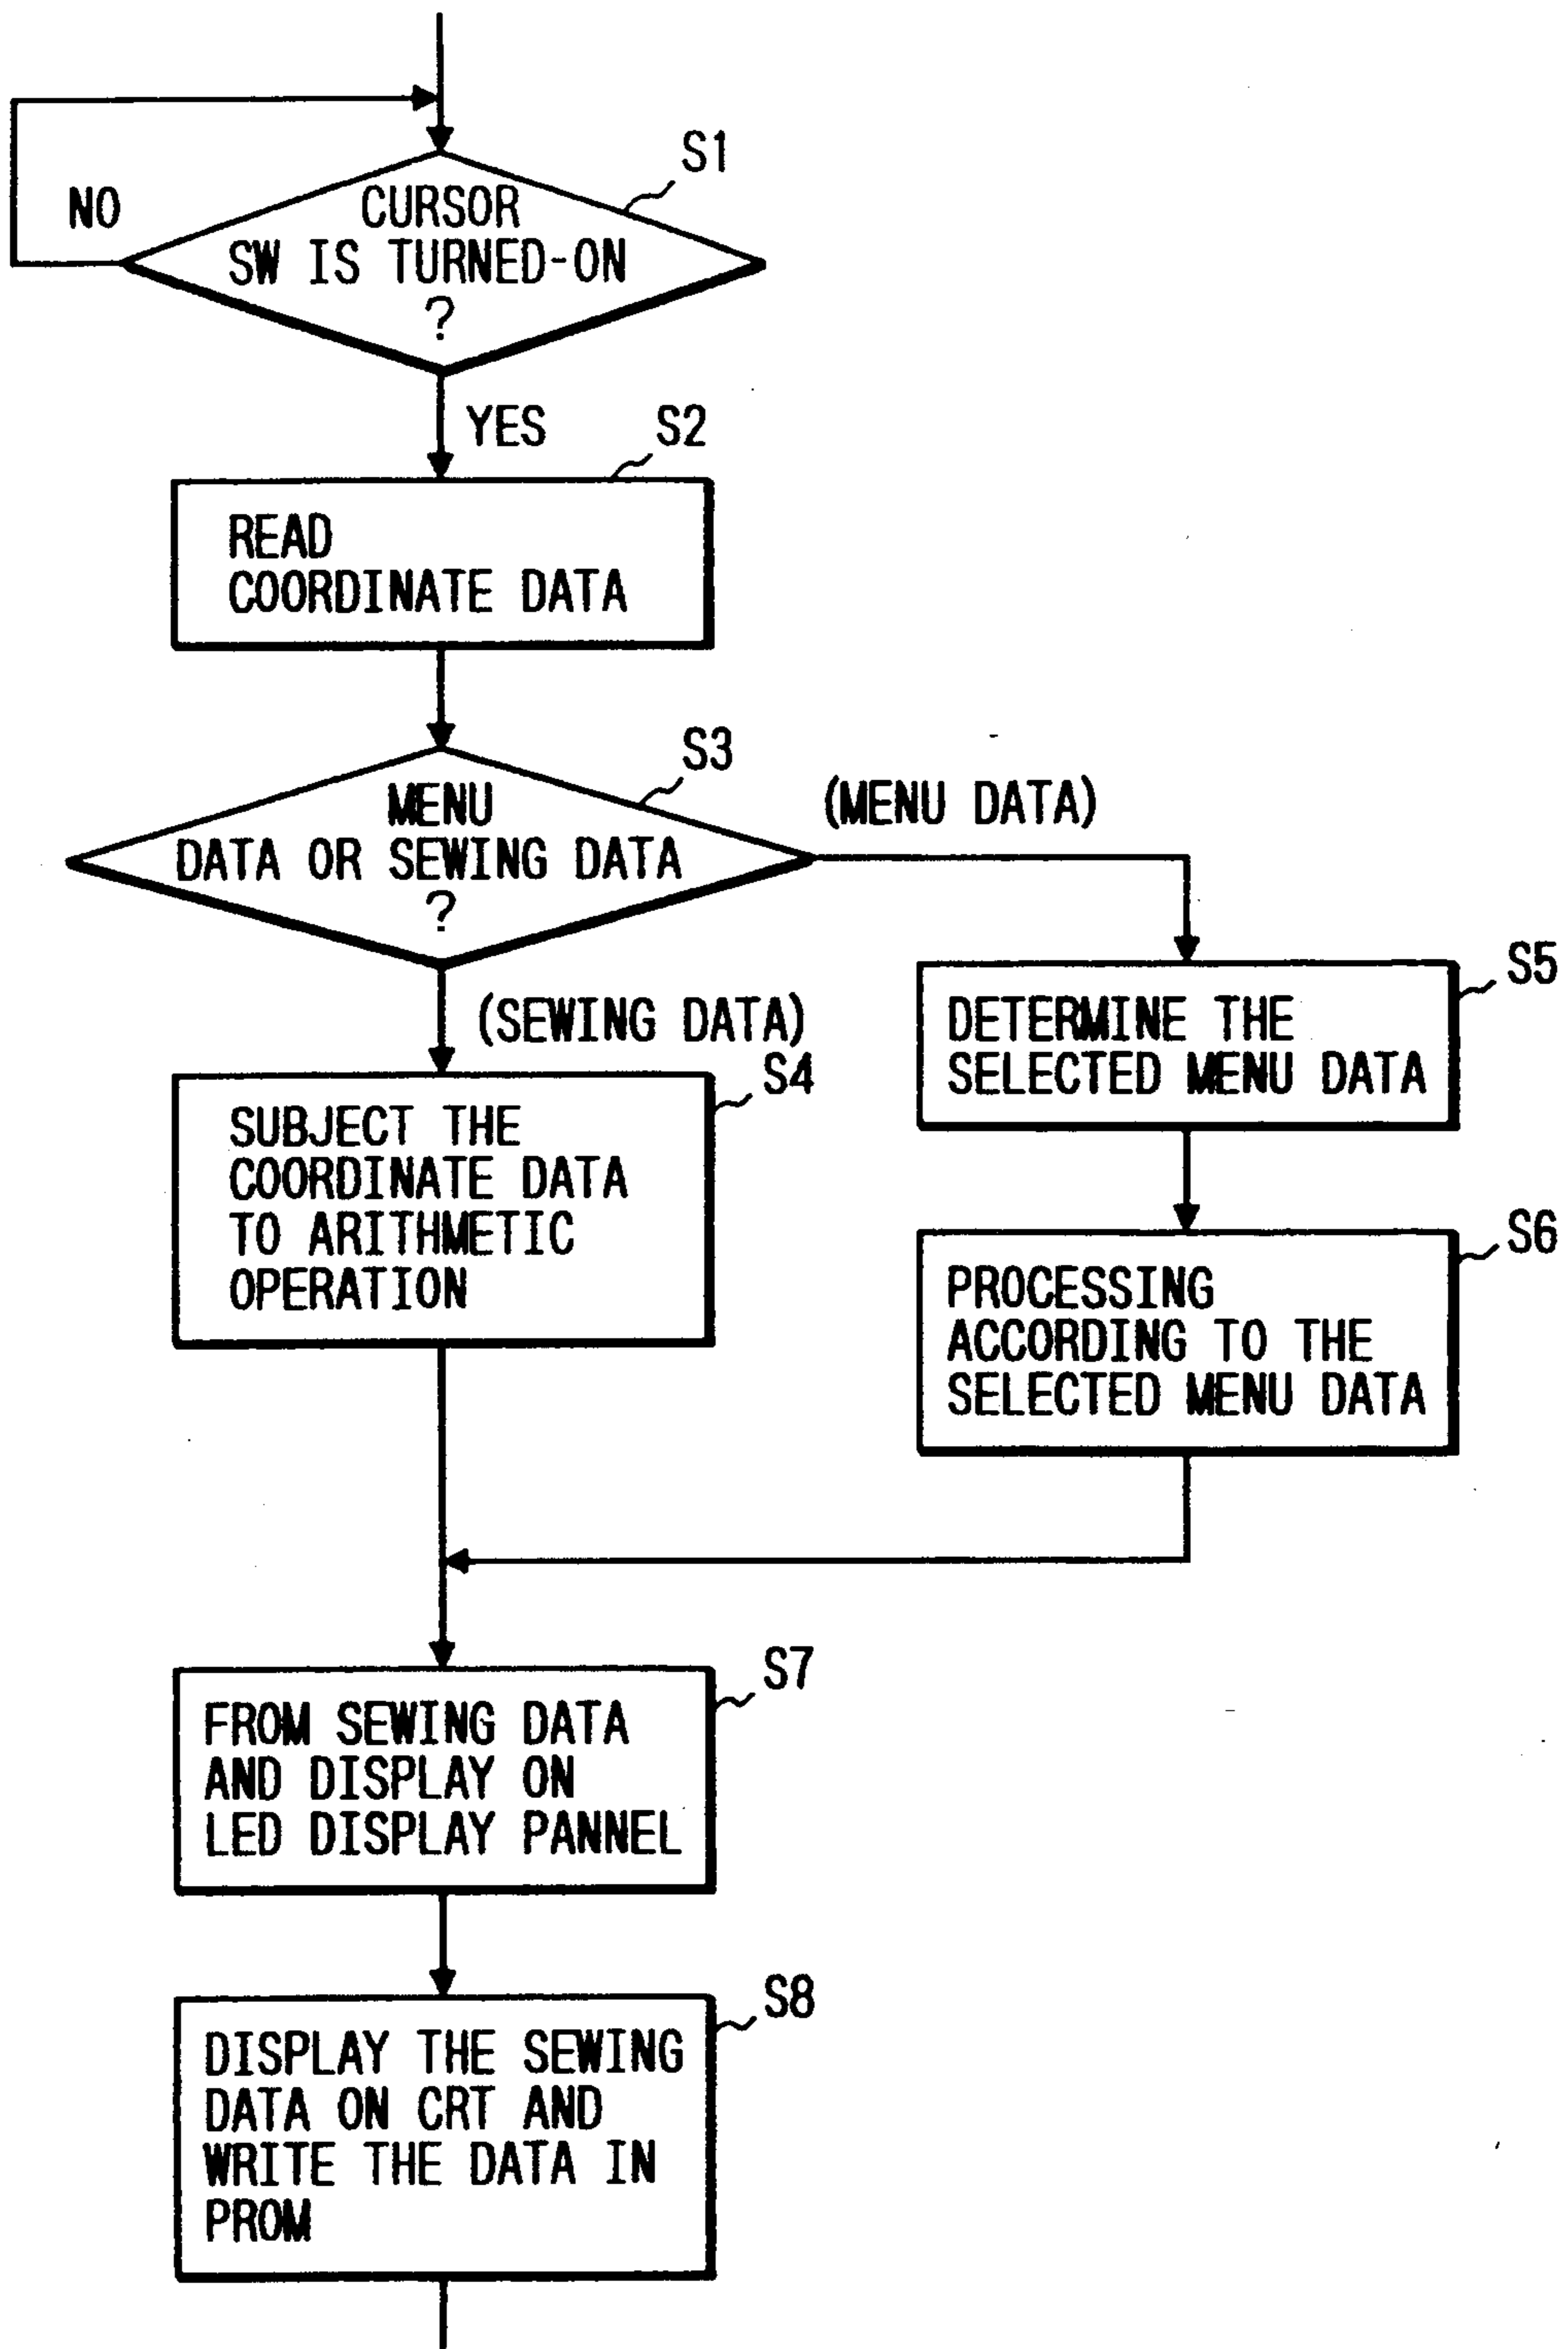 S1
CURSOR
SW IS TURNED-ON
?
NO
YES
S2
READ
COORDINATE DATA
S3
MENU
DATA OR SEWING DATA
?
(MENU DATA)
(SEWING DATA)
S4
SUBJECT THE
COORDINATE DATA
TO ARITHMETIC
OPERATION
S5
DETERMINE THE
SELECTED MENU DATA
S6
PROCESSING
ACCORDING TO THE
SELECTED MENU DATA
S7
FROM SEWING DATA
AND DISPLAY ON
LED DISPLAY PANNEL
S8
DISPLAY THE SEWING
DATA ON CRT AND
WRITE THE DATA IN
PROM